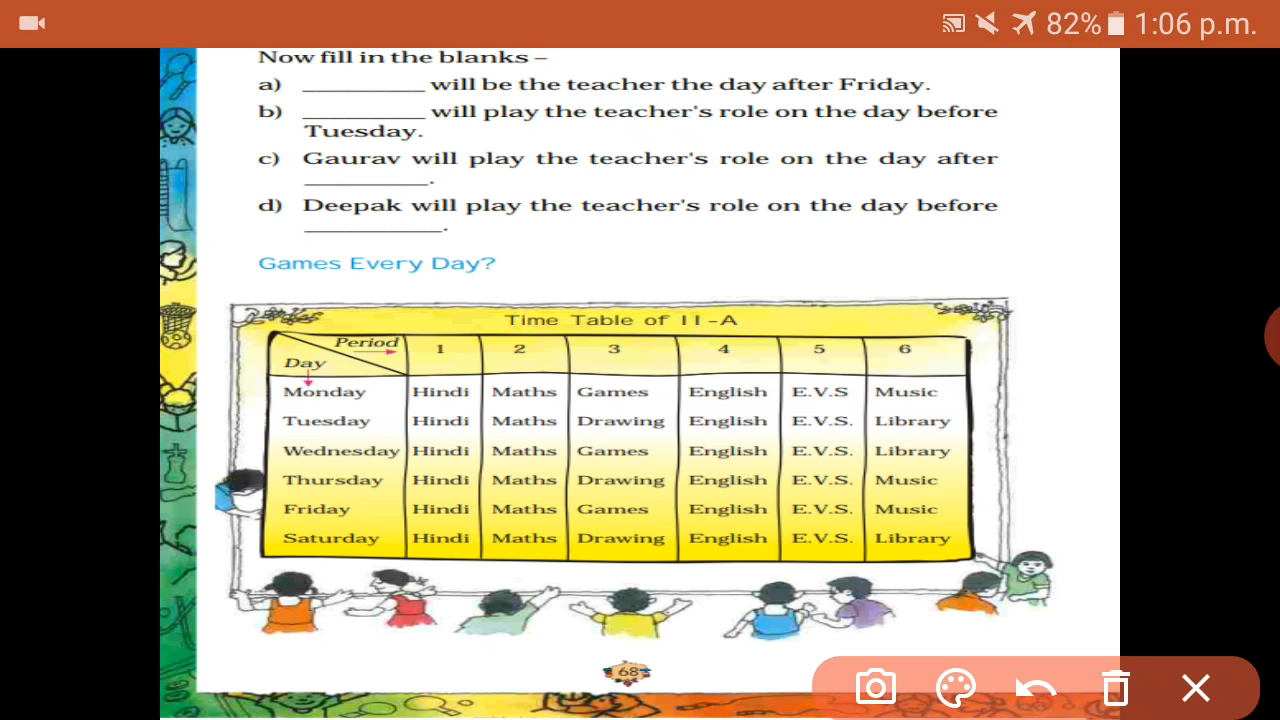 82% 1:06 p.m.
Now fill in the blanks –
a) __________ will be the teacher the day after Friday.
b) __________ will play the teacher's role on the day before
Tuesday.
c) Gaurav will play the teacher's role on the day after
__________.
d) Deepak will play the teacher's role on the day before
___________.
Games Every Day?
Time Table of II-A
Period 1 2 3 4 5 6
Day
Monday Hindi Maths Games English E.V.S Music
Tuesday Hindi Maths Drawing English E.V.S. Library
Wednesday Hindi Maths Games English E.V.S. Library
Thursday Hindi Maths Drawing English E.V.S. Music
Friday Hindi Maths Games English E.V.S. Music
Saturday Hindi Maths Drawing English E.V.S. Library
68